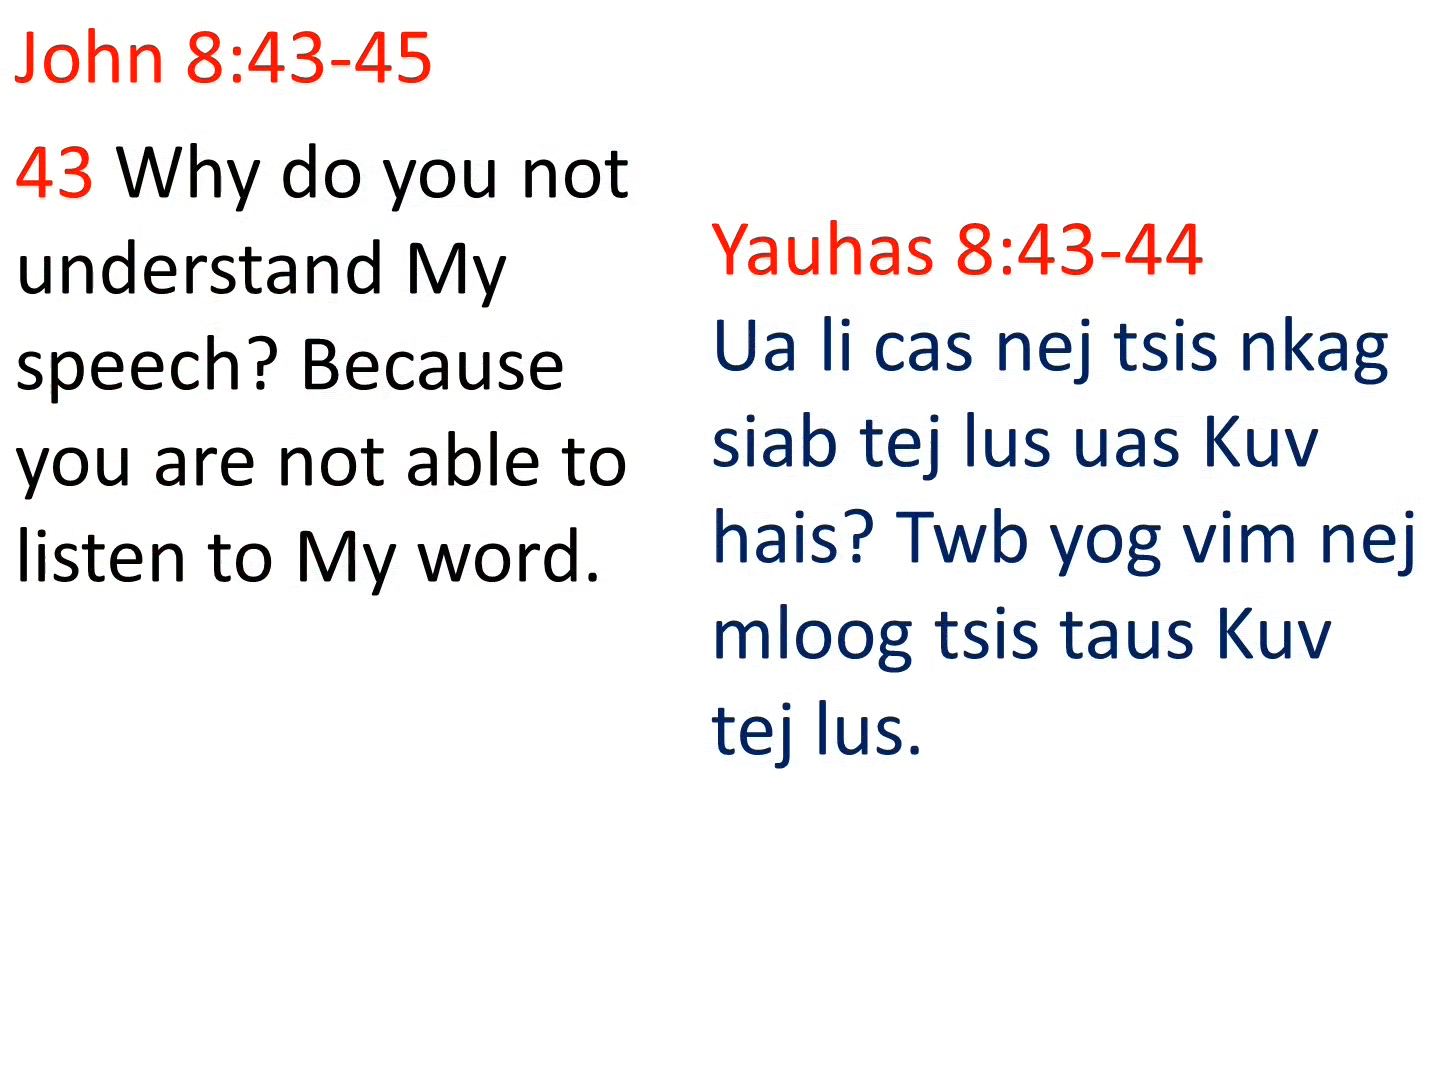 John 8:43-45
43 Why do you not
understand My
speech? Because
you are not able to
listen to My word.
Yauhas 8:43-44
Ua li cas nej tsis nkag
siab tej lus uas Kuv
hais? Twb yog vim nej
mloog tsis taus Kuv
tej lus.